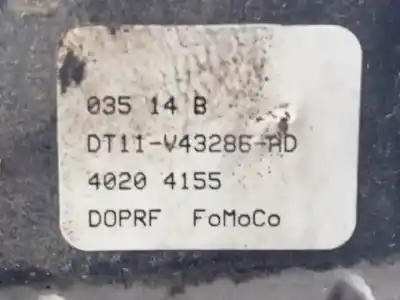 035 14 B
DT11-V43286-AD
4020 4155
DOPRF FoMoCo